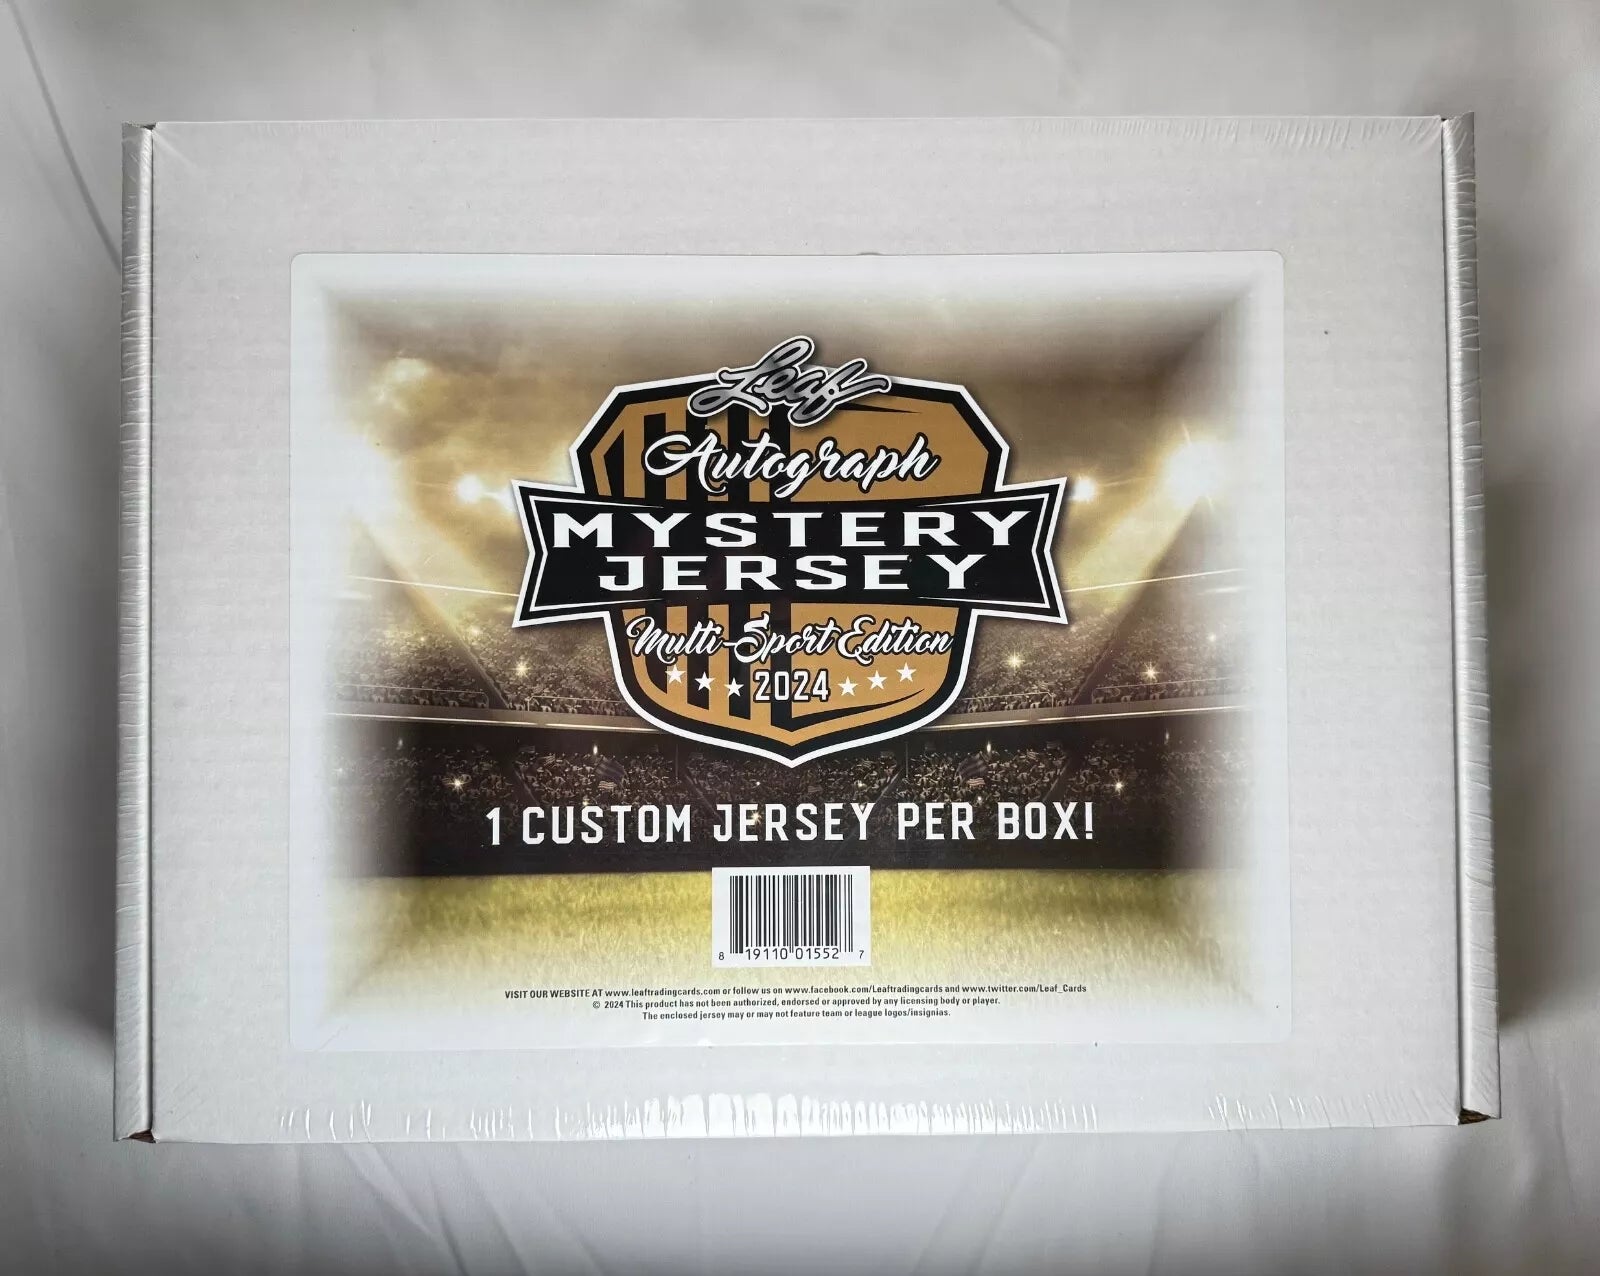 Leaf
Autograph
MYSTERY
JERSEY
Multi-Sport Edition
2024
1 CUSTOM JERSEY PER BOX!
8 19110 01552 7
VISIT OUR WEBSITE AT www.leaftradingcards.com or follow us on www.facebook.com/Leaftradingcards and www.twitter.com/Leaf_Cards
© 2024 This product has not been authorized, endorsed or approved by any licensing body or player.
The enclosed jersey may or may not feature team or league logos/insignias.